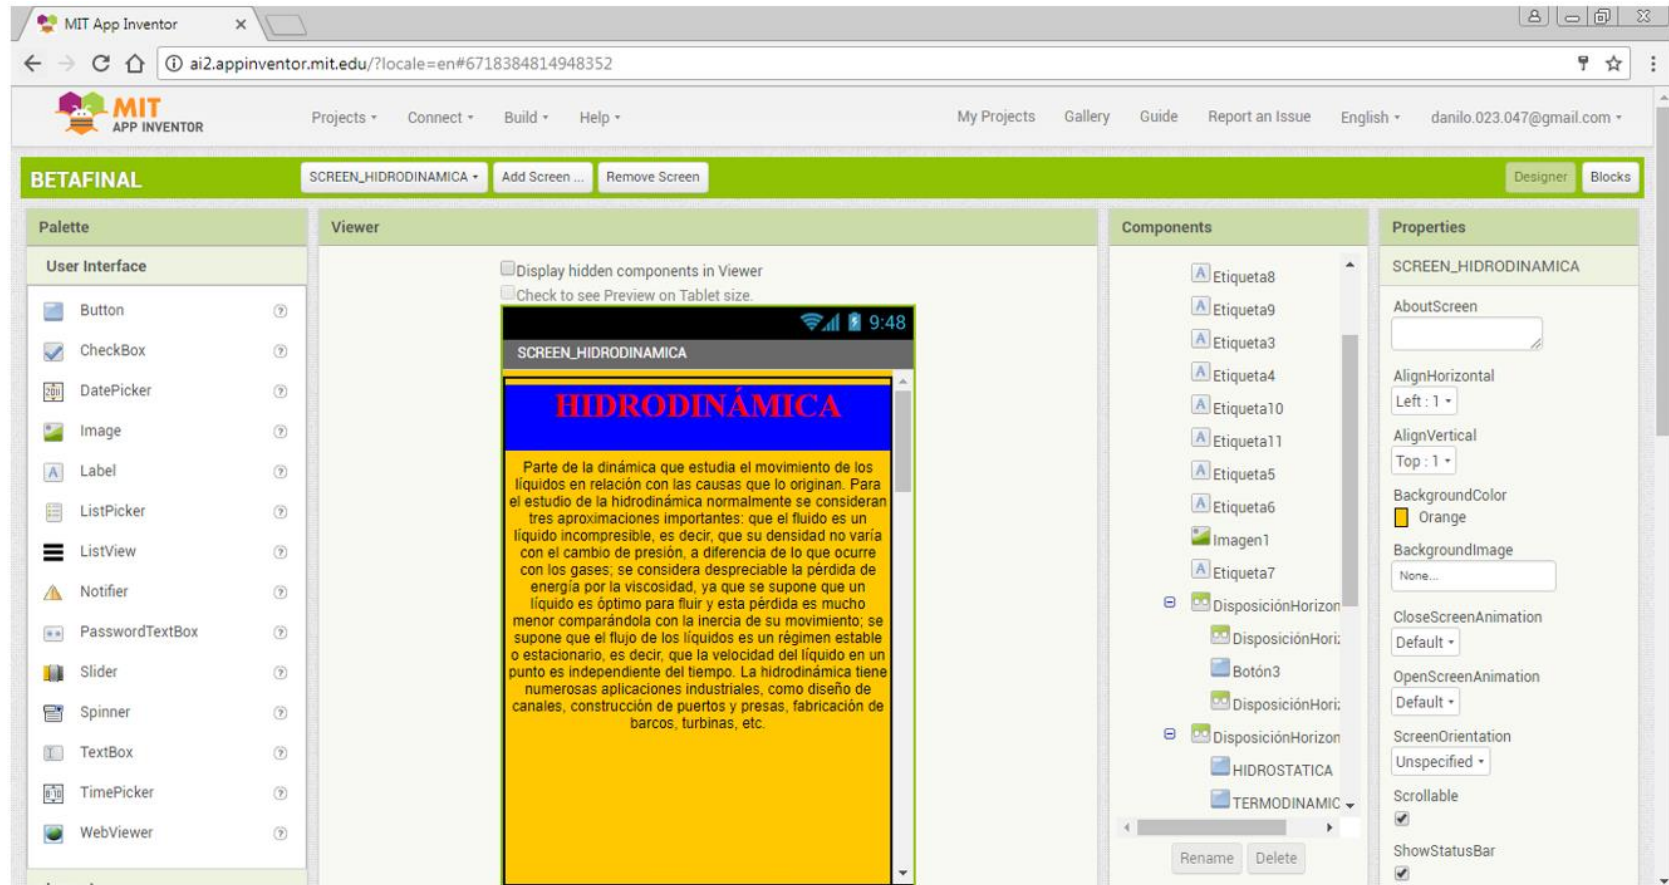 MIT App Inventor
ai2.appinventor.mit.edu/?locale=en#6718384814948352
MIT
APP INVENTOR
Projects
Connect
Build
Help
My Projects
Gallery
Guide
Report an Issue
English
danilo.023.047@gmail.com
BETAFINAL
SCREEN_HIDRODINAMICA
Add Screen ...
Remove Screen
Designer
Blocks
Palette
User Interface
Button
CheckBox
DatePicker
Image
Label
ListPicker
ListView
Notifier
PasswordTextBox
Slider
Spinner
TextBox
TimePicker
WebViewer
Viewer
Display hidden components in Viewer
Check to see Preview on Tablet size.
9:48
SCREEN_HIDRODINAMICA
HIDRODINÁMICA
Parte de la dinámica que estudia el movimiento de los
líquidos en relación con las causas que lo originan. Para
el estudio de la hidrodinámica normalmente se consideran
tres aproximaciones importantes: que el fluido es un
líquido incompresible, es decir, que su densidad no varía
con el cambio de presión, a diferencia de lo que ocurre
con los gases; se considera despreciable la pérdida de
energía por la viscosidad, ya que se supone que un
líquido es óptimo para fluir y esta pérdida es mucho
menor comparándola con la inercia de su movimiento; se
supone que el flujo de los líquidos es un régimen estable
o estacionario, es decir, que la velocidad del líquido en un
punto es independiente del tiempo. La hidrodinámica tiene
numerosas aplicaciones industriales, como diseño de
canales, construcción de puertos y presas, fabricación de
barcos, turbinas, etc.
Components
Etiqueta8
Etiqueta9
Etiqueta3
Etiqueta4
Etiqueta10
Etiqueta11
Etiqueta5
Etiqueta6
Imagen1
Etiqueta7
DisposiciónHorizon
DisposiciónHoriz
Botón3
DisposiciónHoriz
DisposiciónHorizon
HIDROSTATICA
TERMODINAMIC
Rename
Delete
Properties
SCREEN_HIDRODINAMICA
AboutScreen
AlignHorizontal
Left : 1
AlignVertical
Top : 1
BackgroundColor
Orange
BackgroundImage
None...
CloseScreenAnimation
Default
OpenScreenAnimation
Default
ScreenOrientation
Unspecified
Scrollable
ShowStatusBar